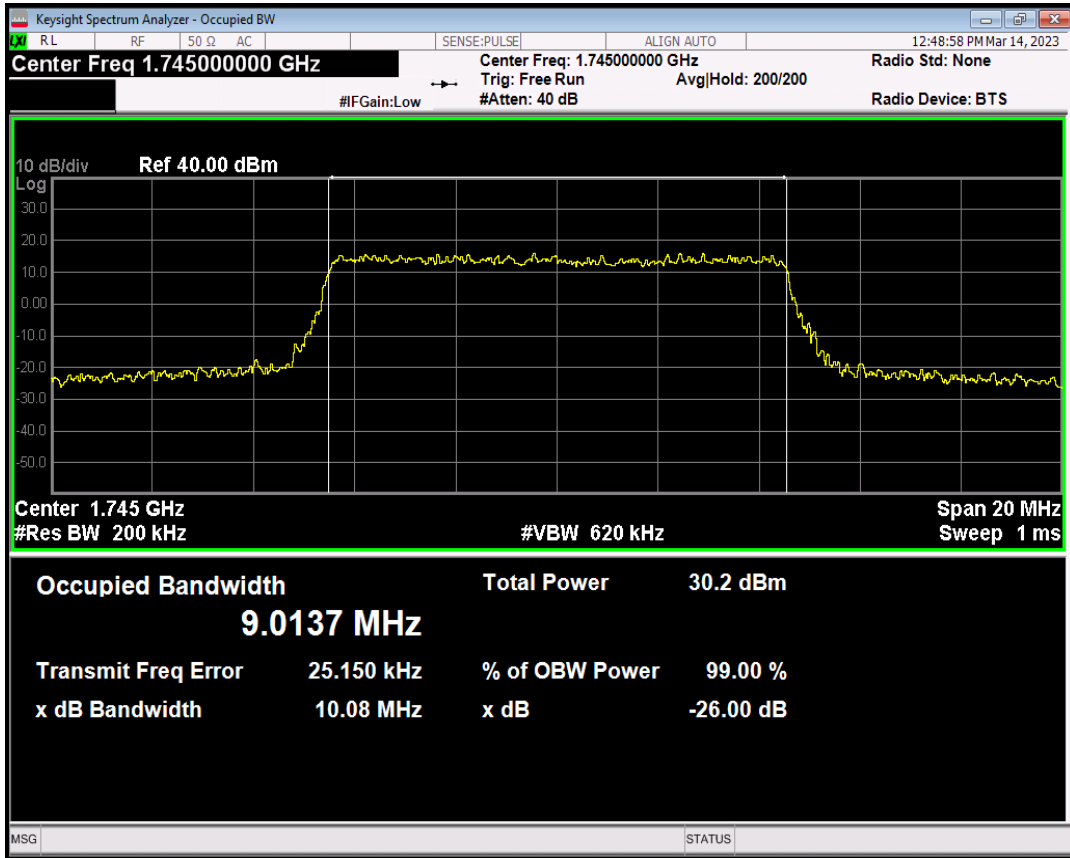 Keysight Spectrum Analyzer - Occupied BW
LXI RL RF 50 Ω AC SENSE:PULSE ALIGN AUTO 12:48:58 PM Mar 14, 2023
Center Freq 1.745000000 GHz Center Freq: 1.745000000 GHz Radio Std: None
Trig: Free Run Avg|Hold: 200/200
#IFGain:Low #Atten: 40 dB Radio Device: BTS
10 dB/div Ref 40.00 dBm
Log
30.0
20.0
10.0
0.00
-10.0
-20.0
-30.0
-40.0
-50.0
Center 1.745 GHz Span 20 MHz
#Res BW 200 kHz #VBW 620 kHz Sweep 1 ms
Occupied Bandwidth Total Power 30.2 dBm
9.0137 MHz
Transmit Freq Error 25.150 kHz % of OBW Power 99.00 %
x dB Bandwidth 10.08 MHz x dB -26.00 dB
MSG STATUS